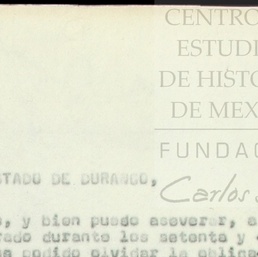 CENTRO
ESTUDI
DE HISTO
DE MEX
FUNDAC
Carlos
STADO DE DURANGO,
, y bien puedo aseverar, a
rado durante los setenta y
podido olvidar la obliga